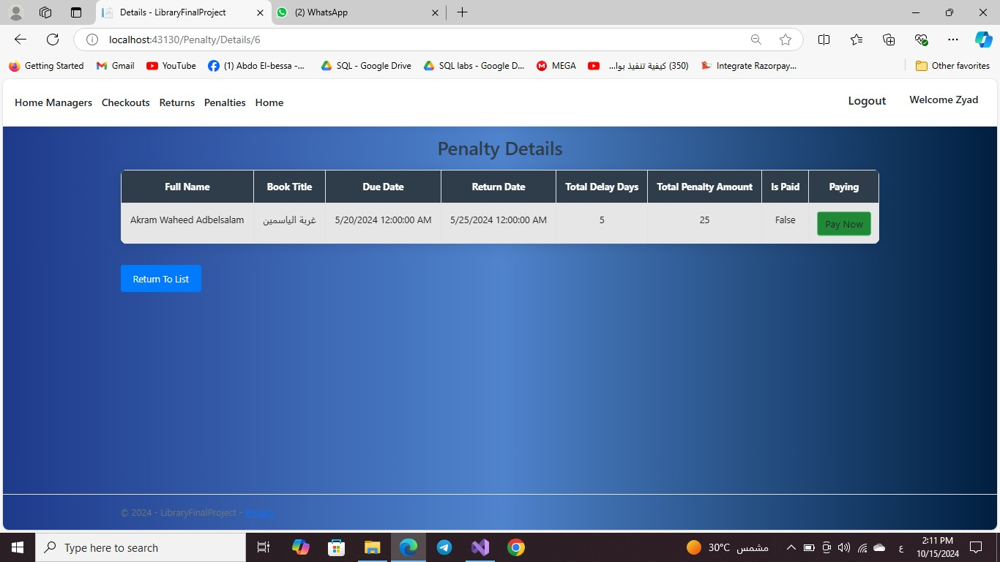 Details - LibraryFinalProject
(2) WhatsApp
localhost:43130/Penalty/Details/6
Getting Started
Gmail
YouTube
(1) Abdo El-bessa -...
SQL - Google Drive
SQL labs - Google D...
MEGA
(350) كيفية تنفيذ بوا...
Integrate Razorpay...
Other favorites
Home Managers Checkouts Returns Penalties Home
Logout
Welcome Zyad
Penalty Details
Full Name Book Title Due Date Return Date Total Delay Days Total Penalty Amount Is Paid Paying
Akram Waheed Adbelsalam غربة الياسمين 5/20/2024 12:00:00 AM 5/25/2024 12:00:00 AM 5 25 False Pay Now
Return To List
© 2024 - LibraryFinalProject - Privacy
Type here to search
30°C مشمس
ع
2:11 PM
10/15/2024